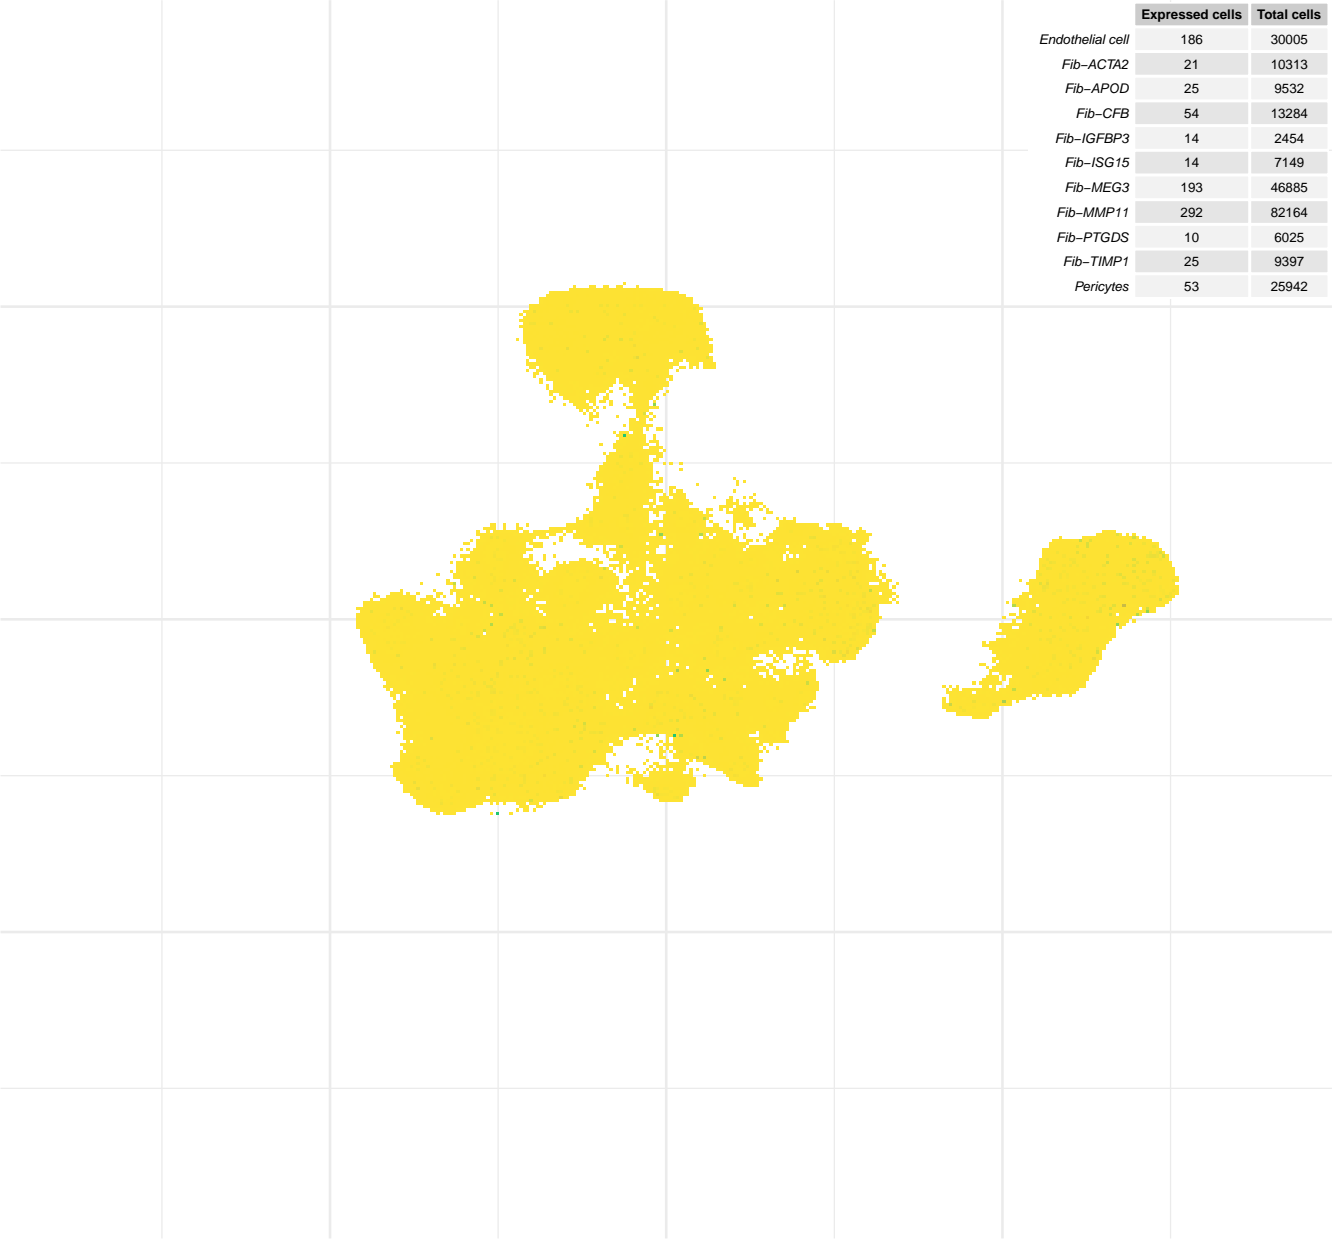 Expressed cells Total cells
Endothelial cell 186 30005
Fib−ACTA2 21 10313
Fib−APOD 25 9532
Fib−CFB 54 13284
Fib−IGFBP3 14 2454
Fib−ISG15 14 7149
Fib−MEG3 193 46885
Fib−MMP11 292 82164
Fib−PTGDS 10 6025
Fib−TIMP1 25 9397
Pericytes 53 25942